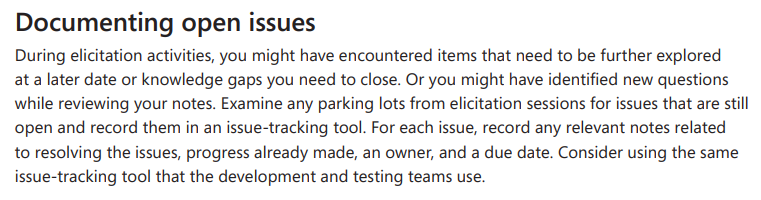 Documenting open issues
During elicitation activities, you might have encountered items that need to be further explored
at a later date or knowledge gaps you need to close. Or you might have identified new questions
while reviewing your notes. Examine any parking lots from elicitation sessions for issues that are still
open and record them in an issue-tracking tool. For each issue, record any relevant notes related
to resolving the issues, progress already made, an owner, and a due date. Consider using the same
issue-tracking tool that the development and testing teams use.